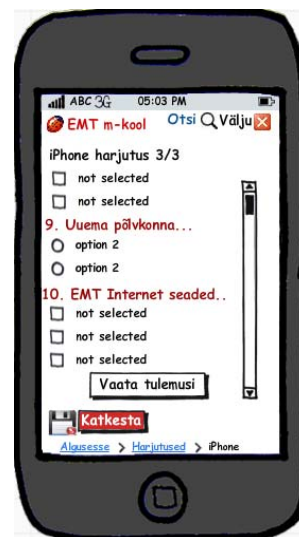 ABC 3G 05:03 PM
EMT m-kool Otsi Välju
iPhone harjutus 3/3
not selected
not selected
9. Uuema põlvkonna...
option 2
option 2
10. EMT Internet seaded..
not selected
not selected
not selected
Vaata tulemusi
Katkesta
Algusesse > Harjutused > iPhone